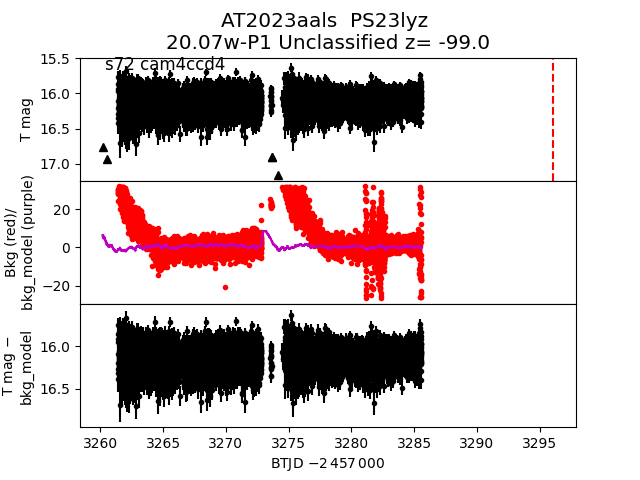 AT2023aals  PS23lyz
20.07w-P1 Unclassified z= -99.0
s72 cam4ccd4
15.5
16.0
16.5
17.0
T mag
20
0
−20
Bkg (red)/
bkg_model (purple)
16.0
16.5
T mag −
bkg_model
3260 3265 3270 3275 3280 3285 3290 3295
BTJD −2 457 000